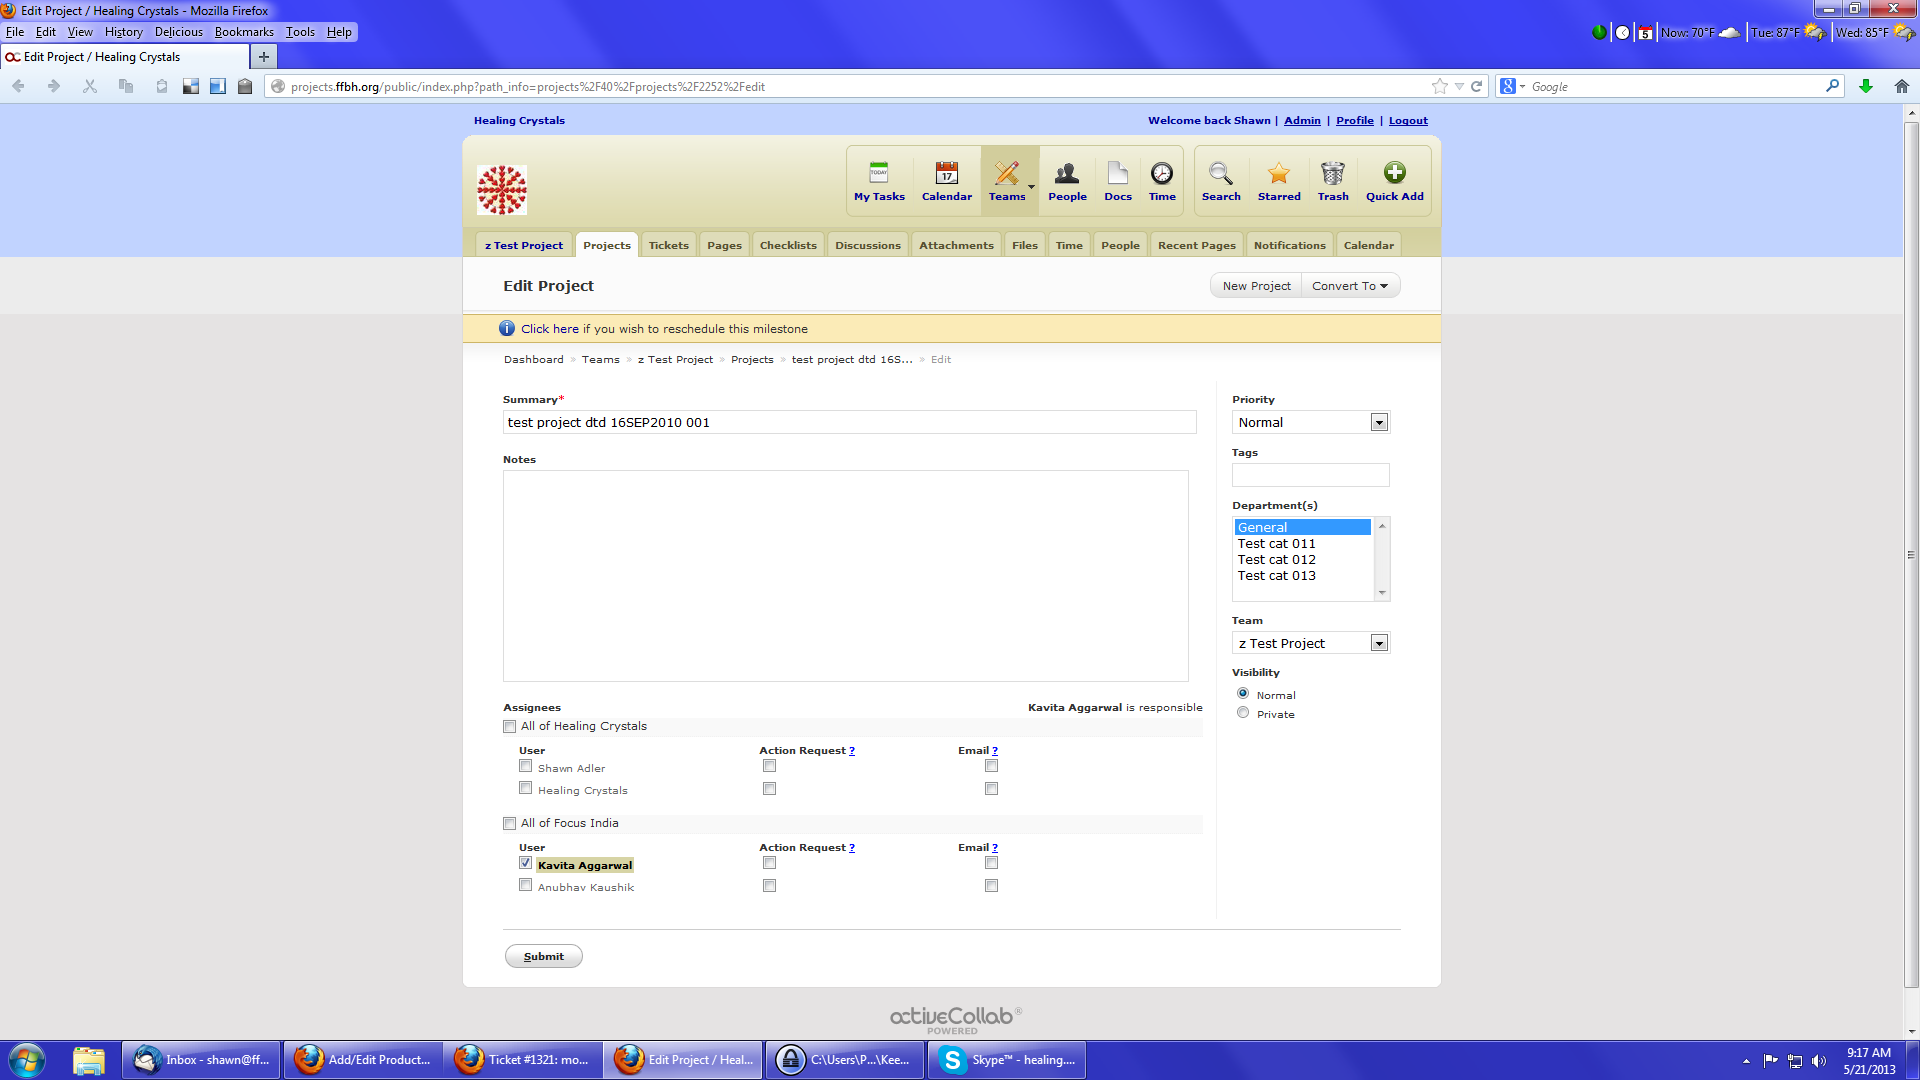 Edit Project / Healing Crystals - Mozilla Firefox
File Edit View History Delicious Bookmarks Tools Help
5 Now: 70°F Tue: 87°F Wed: 85°F
Edit Project / Healing Crystals
projects.ffbh.org/public/index.php?path_info=projects%2F40%2Fprojects%2F2252%2Fedit
Google
Healing Crystals
Welcome back Shawn | Admin | Profile | Logout
TODAY 17
My Tasks Calendar Teams People Docs Time Search Starred Trash Quick Add
z Test Project Projects Tickets Pages Checklists Discussions Attachments Files Time People Recent Pages Notifications Calendar
Edit Project
New Project Convert To
Click here if you wish to reschedule this milestone
Dashboard » Teams » z Test Project » Projects » test project dtd 16S... » Edit
Summary*
test project dtd 16SEP2010 001
Notes
Priority
Normal
Tags
Department(s)
General
Test cat 011
Test cat 012
Test cat 013
Team
z Test Project
Visibility
Normal
Private
Assignees
Kavita Aggarwal is responsible
All of Healing Crystals
User Action Request ? Email ?
Shawn Adler
Healing Crystals
All of Focus India
User Action Request ? Email ?
Kavita Aggarwal
Anubhav Kaushik
Submit
activeCollab®
POWERED
Inbox - shawn@ff...
Add/Edit Product...
Ticket #1321: mo...
Edit Project / Heal...
C:\Users\P...\Kee...
Skype™ - healing....
9:17 AM
5/21/2013